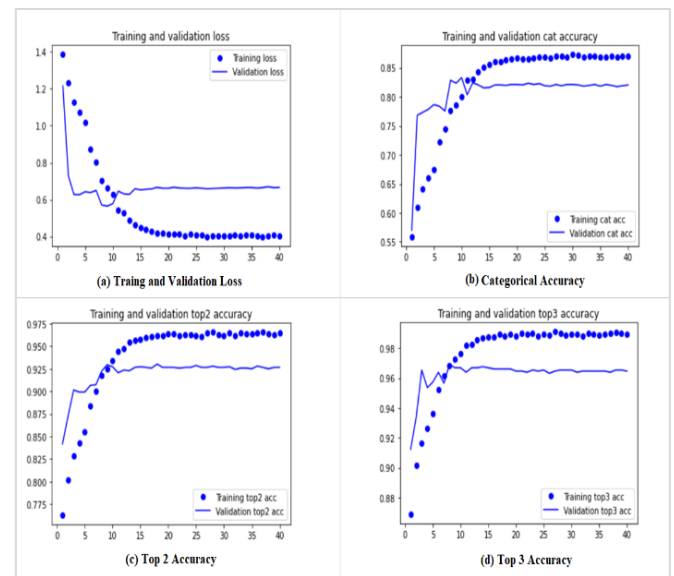 Training and validation loss
1.4
1.2
1.0
0.8
0.6
0.4
Training loss
Validation loss
0 5 10 15 20 25 30 35 40
(a) Traing and Validation Loss
Training and validation cat accuracy
0.85
0.80
0.75
0.70
0.65
0.60
0.55
Training cat acc
Validation cat acc
0 5 10 15 20 25 30 35 40
(b) Categorical Accuracy
Training and validation top2 accuracy
0.975
0.950
0.925
0.900
0.875
0.850
0.825
0.800
0.775
Training top2 acc
Validation top2 acc
0 5 10 15 20 25 30 35 40
(c) Top 2 Accuracy
Training and validation top3 accuracy
0.98
0.96
0.94
0.92
0.90
0.88
Training top3 acc
Validation top3 acc
0 5 10 15 20 25 30 35 40
(d) Top 3 Accuracy